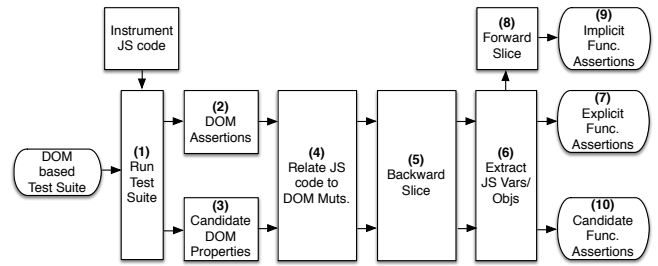 Instrument
JS code
DOM
based
Test Suite
(1)
Run
Test
Suite
(2)
DOM
Assertions
(3)
Candidate
DOM
Properties
(4)
Relate JS
code to
DOM Muts.
(5)
Backward
Slice
(6)
Extract
JS Vars/
Objs
(8)
Forward
Slice
(9)
Implicit
Func.
Assertions
(7)
Explicit
Func.
Assertions
(10)
Candidate
Func.
Assertions